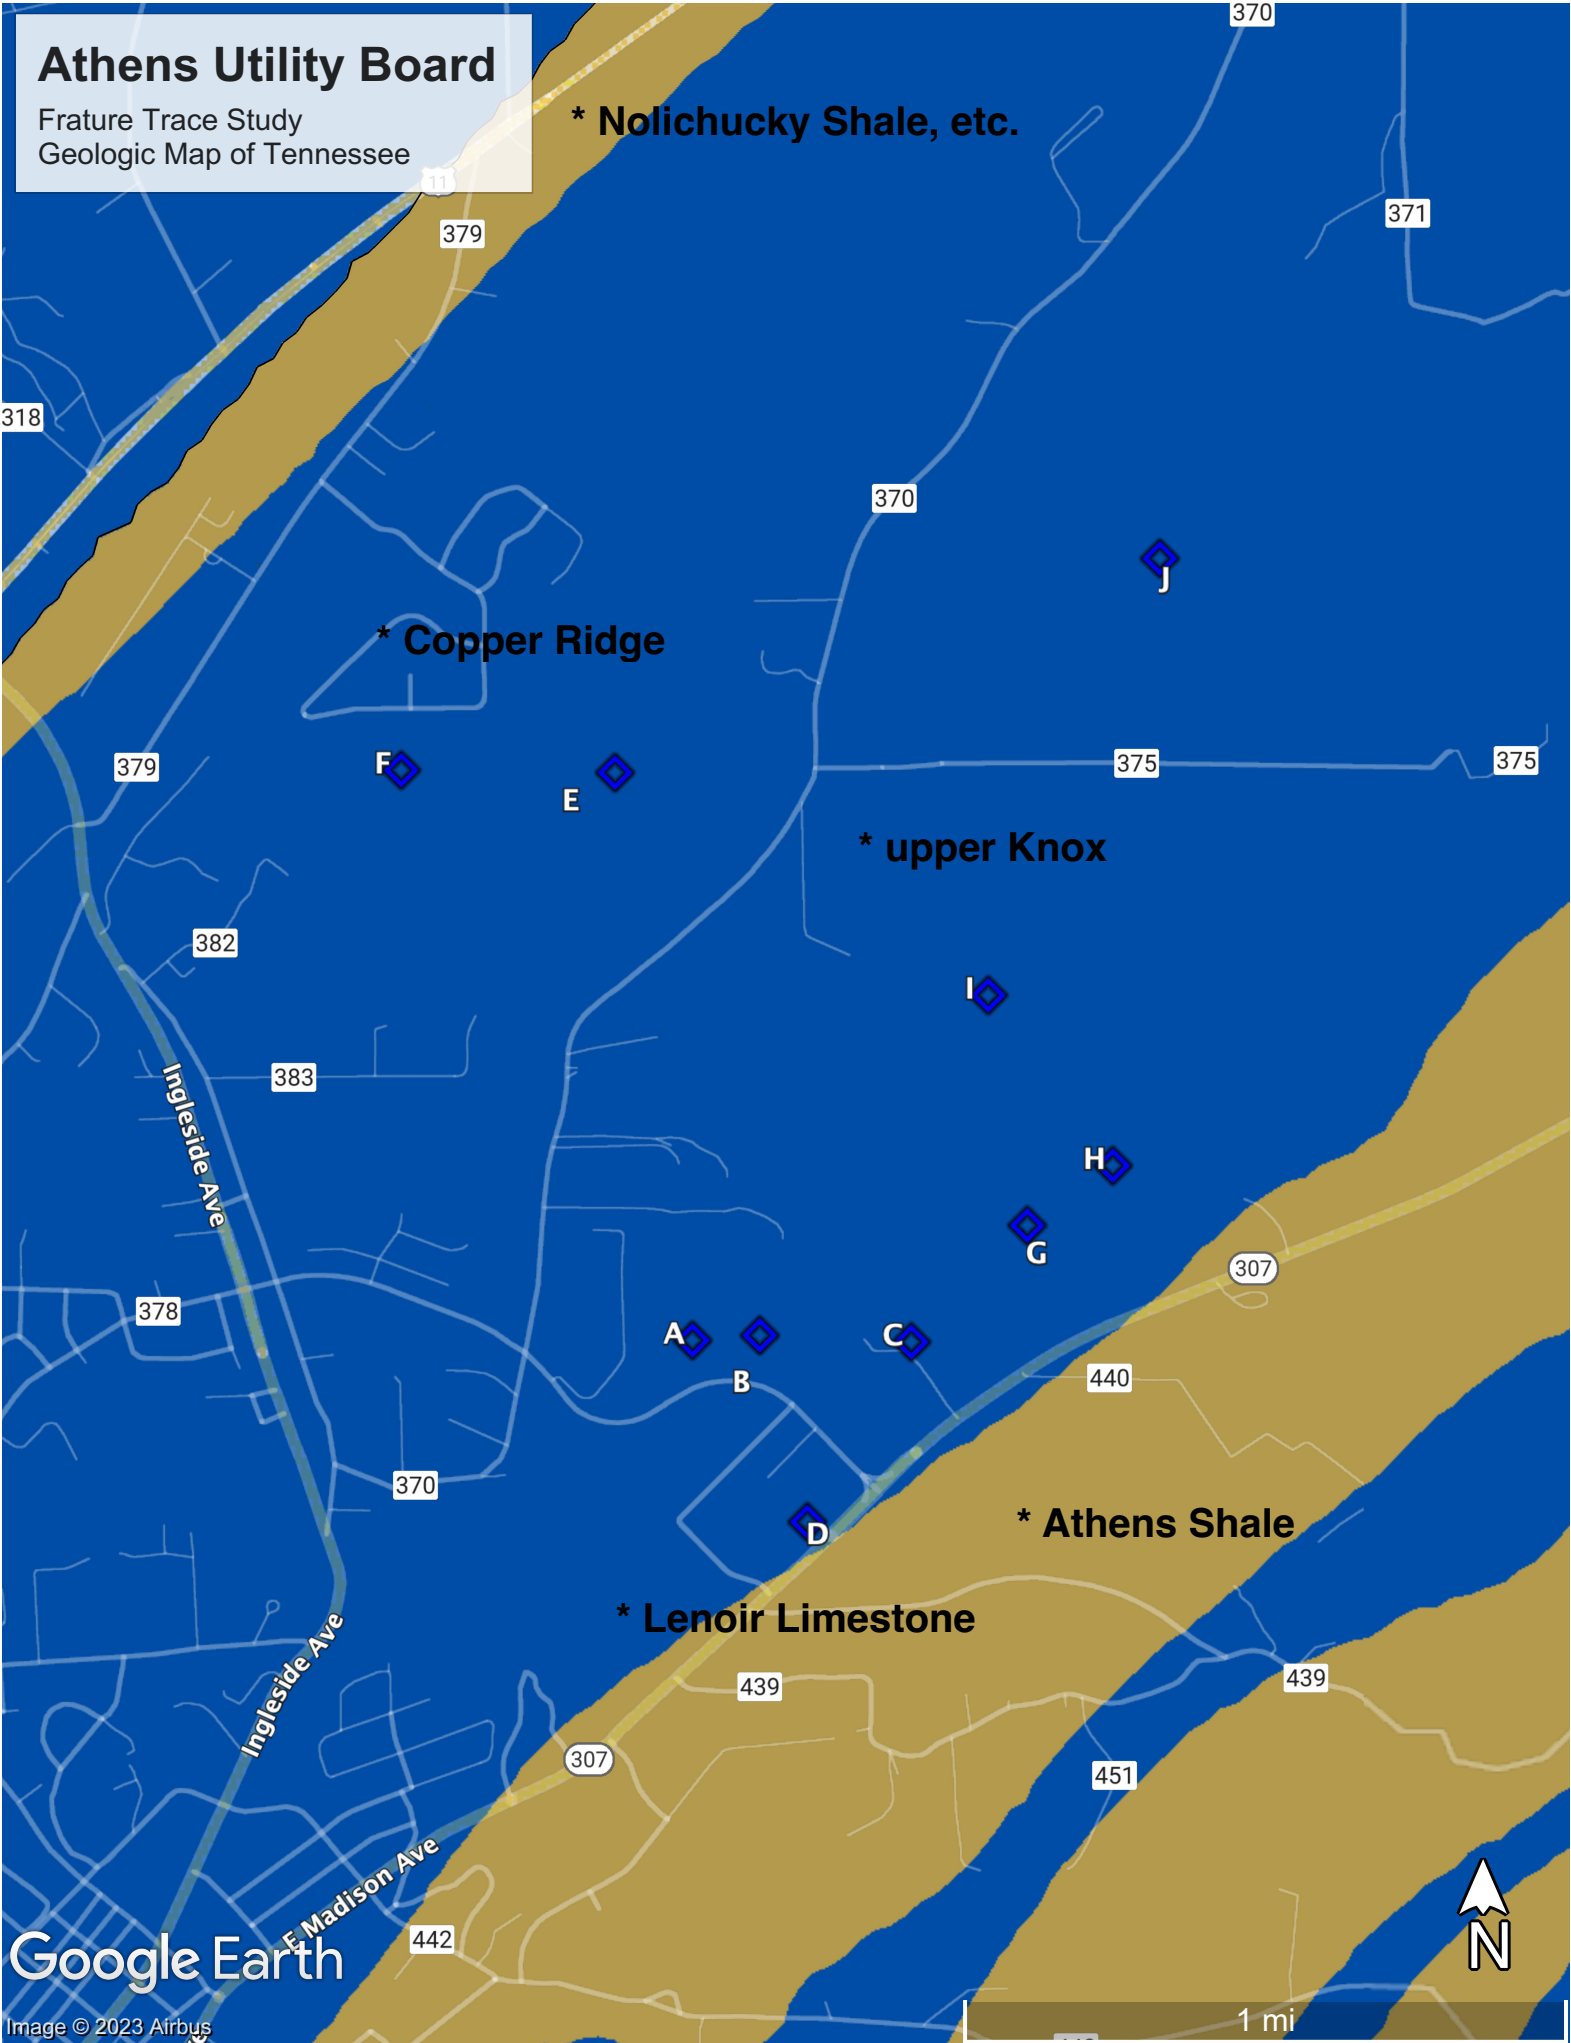 Athens Utility Board
Frature Trace Study
Geologic Map of Tennessee
370
* Nolichucky Shale, etc.
11
379
371
318
370
J
* Copper Ridge
F
379
E
375
375
* upper Knox
382
I
383
Ingleside Ave
H
G
307
378
A
B
C
440
370
D
* Athens Shale
* Lenoir Limestone
Ingleside Ave
439
439
307
451
E Madison Ave
442
N
Google Earth
1 mi
Image © 2023 Airbus